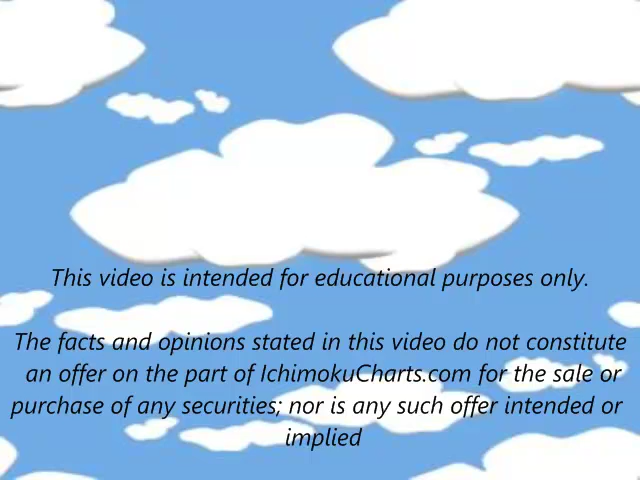 This video is intended for educational purposes only.
The facts and opinions stated in this video do not constitute
an offer on the part of IchimokuCharts.com for the sale or
purchase of any securities; nor is any such offer intended or
implied